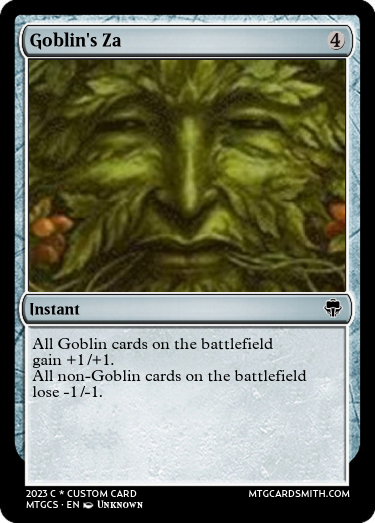 Goblin's Za 4
Instant
All Goblin cards on the battlefield
gain +1/+1.
All non-Goblin cards on the battlefield
lose -1/-1.
2023 C * CUSTOM CARD MTGCARDSMITH.COM
MTGCS · EN UNKNOWN